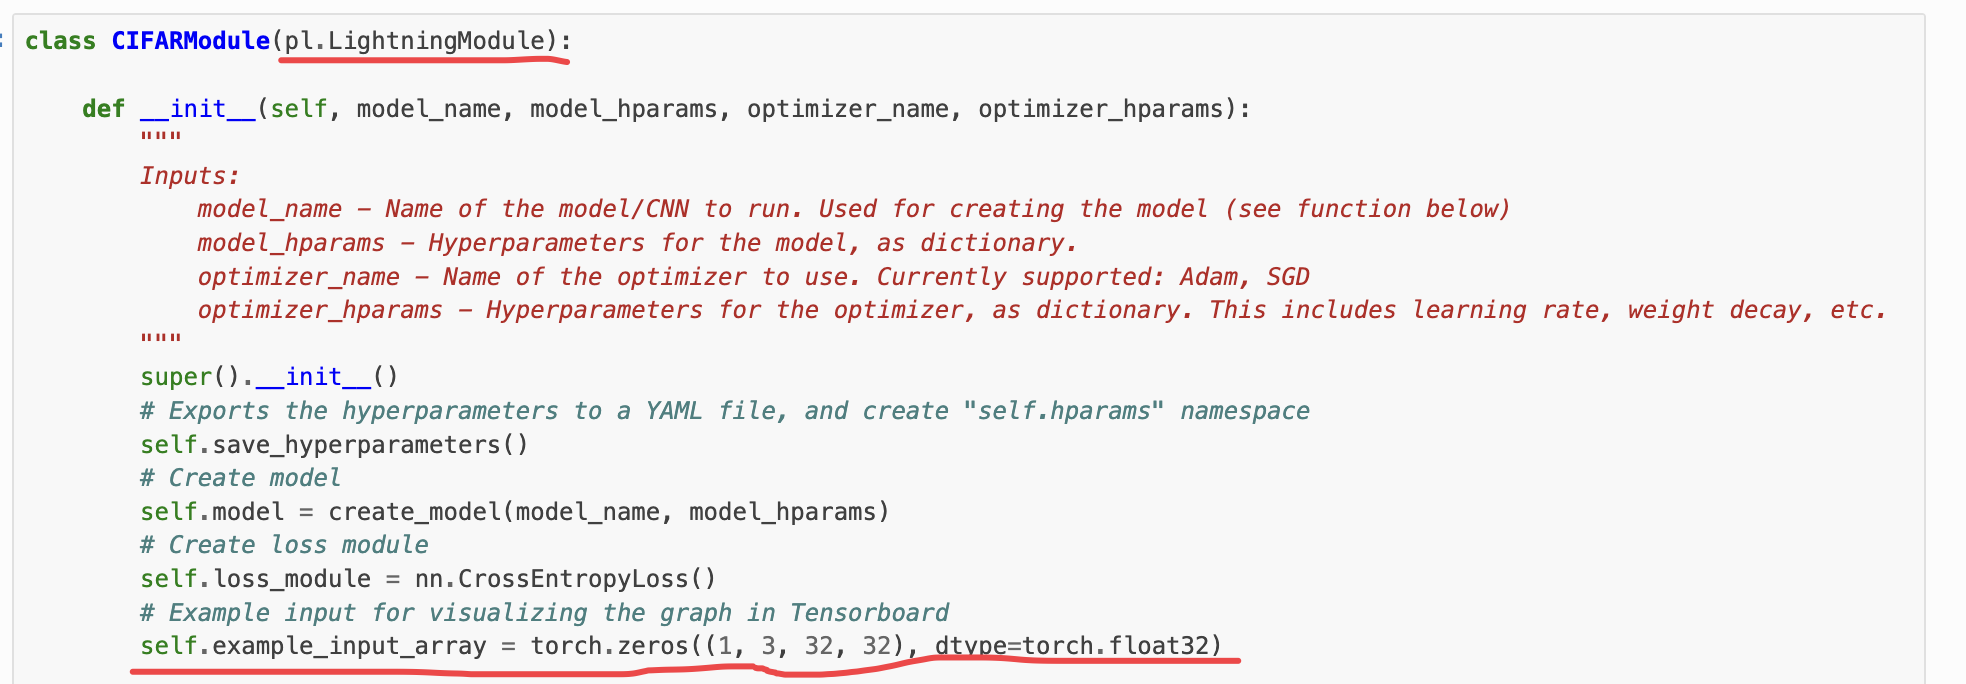 class CIFARModule(pl.LightningModule):
def __init__(self, model_name, model_hparams, optimizer_name, optimizer_hparams):
"""
Inputs:
model_name - Name of the model/CNN to run. Used for creating the model (see function below)
model_hparams - Hyperparameters for the model, as dictionary.
optimizer_name - Name of the optimizer to use. Currently supported: Adam, SGD
optimizer_hparams - Hyperparameters for the optimizer, as dictionary. This includes learning rate, weight decay, etc.
"""
super().__init__()
# Exports the hyperparameters to a YAML file, and create "self.hparams" namespace
self.save_hyperparameters()
# Create model
self.model = create_model(model_name, model_hparams)
# Create loss module
self.loss_module = nn.CrossEntropyLoss()
# Example input for visualizing the graph in Tensorboard
self.example_input_array = torch.zeros((1, 3, 32, 32), dtype=torch.float32)